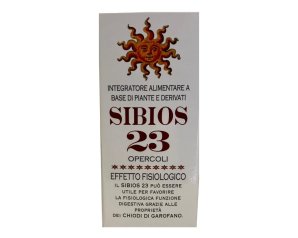 INTEGRATORE ALIMENTARE A
BASE DI PIANTE E DERIVATI
SIBIOS
23
OPERCOLI
EFFETTO FISIOLOGICO
IL SIBIOS 23 PUÒ ESSERE
UTILE PER FAVORIRE
LA FISIOLOGICA FUNZIONE
DIGESTIVA GRAZIE ALLE
PROPRIETÀ
DEI CHIODI DI GAROFANO.